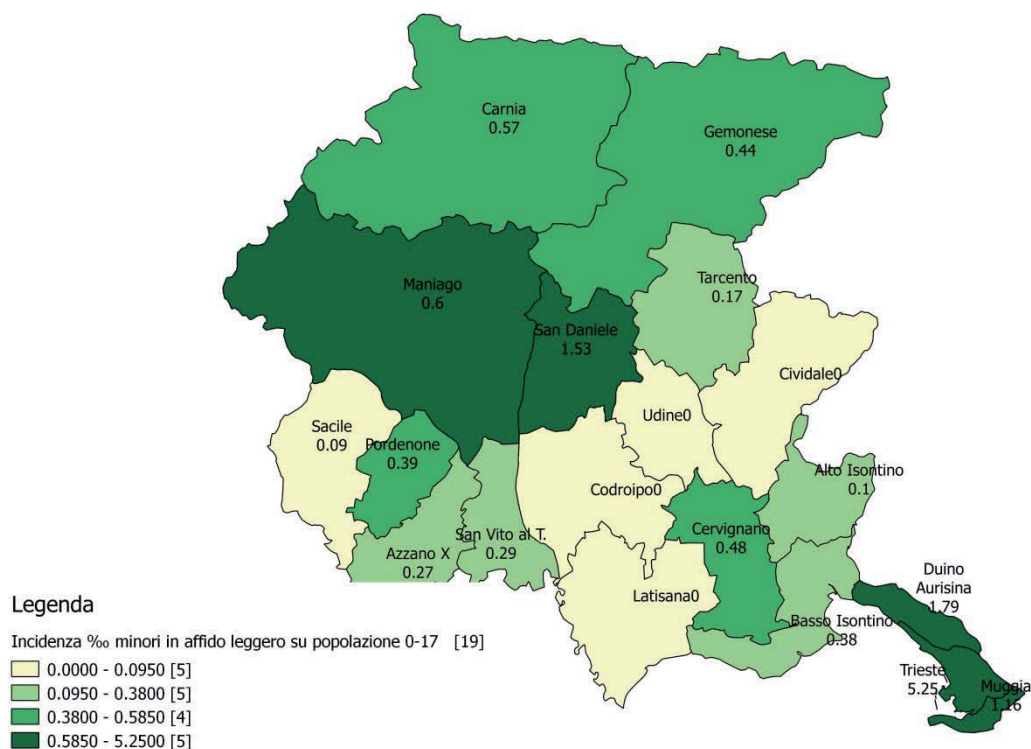 Carnia
0.57
Gemonese
0.44
Maniago
0.6
Tarcento
0.17
San Daniele
1.53
Cividale0
Udine0
Sacile
0.09
Pordenone
0.39
Alto Isontino
0.1
Codroipo0
San Vito al T.
0.29
Cervignano
0.48
Azzano X
0.27
Duino
Aurisina
1.79
Latisana0
Basso Isontino
0.38
Trieste
5.25
Muggia
1.16
Legenda
Incidenza ‰ minori in affido leggero su popolazione 0-17 [19]
0.0000 - 0.0950 [5]
0.0950 - 0.3800 [5]
0.3800 - 0.5850 [4]
0.5850 - 5.2500 [5]